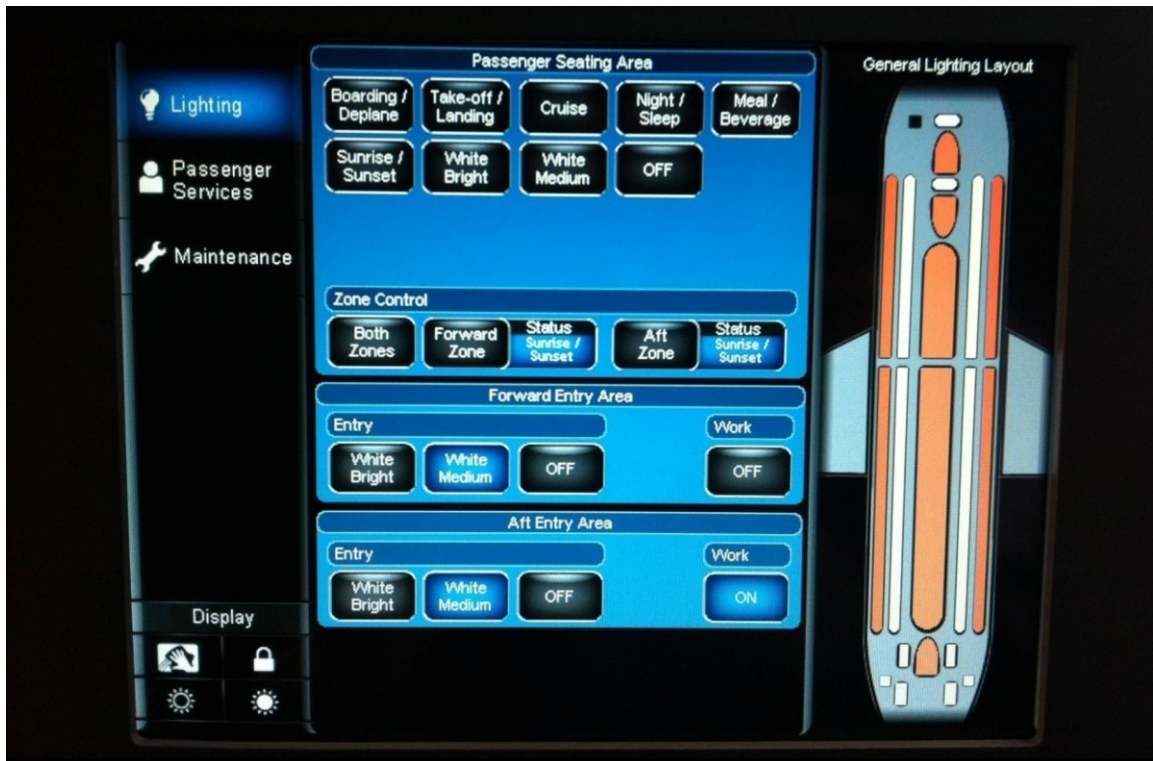 Lighting
Passenger
Services
Maintenance
Display
Passenger Seating Area
Boarding /
Deplane
Take-off /
Landing
Cruise
Night /
Sleep
Meal /
Beverage
Sunrise /
Sunset
White
Bright
White
Medium
OFF
Zone Control
Both
Zones
Forward
Zone
Status
Sunrise /
Sunset
Aft
Zone
Status
Sunrise /
Sunset
Forward Entry Area
Entry
Work
White
Bright
White
Medium
OFF
OFF
Aft Entry Area
Entry
Work
White
Bright
White
Medium
OFF
ON
General Lighting Layout